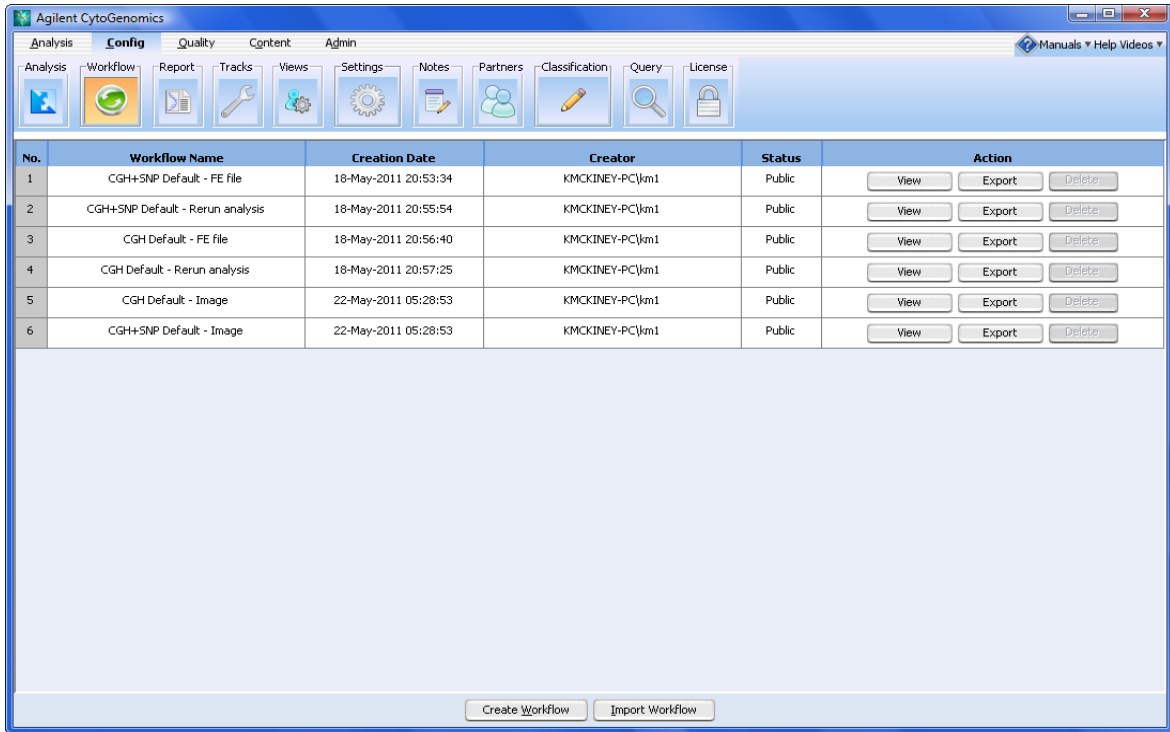 Agilent CytoGenomics
Analysis Config Quality Content Admin Manuals Help Videos
Analysis Workflow Report Tracks Views Settings Notes Partners Classification Query License
No. Workflow Name Creation Date Creator Status Action
1 CGH+SNP Default - FE file 18-May-2011 20:53:34 KMCKINEY-PC\km1 Public View Export Delete
2 CGH+SNP Default - Rerun analysis 18-May-2011 20:55:54 KMCKINEY-PC\km1 Public View Export Delete
3 CGH Default - FE file 18-May-2011 20:56:40 KMCKINEY-PC\km1 Public View Export Delete
4 CGH Default - Rerun analysis 18-May-2011 20:57:25 KMCKINEY-PC\km1 Public View Export Delete
5 CGH Default - Image 22-May-2011 05:28:53 KMCKINEY-PC\km1 Public View Export Delete
6 CGH+SNP Default - Image 22-May-2011 05:28:53 KMCKINEY-PC\km1 Public View Export Delete
Create Workflow Import Workflow